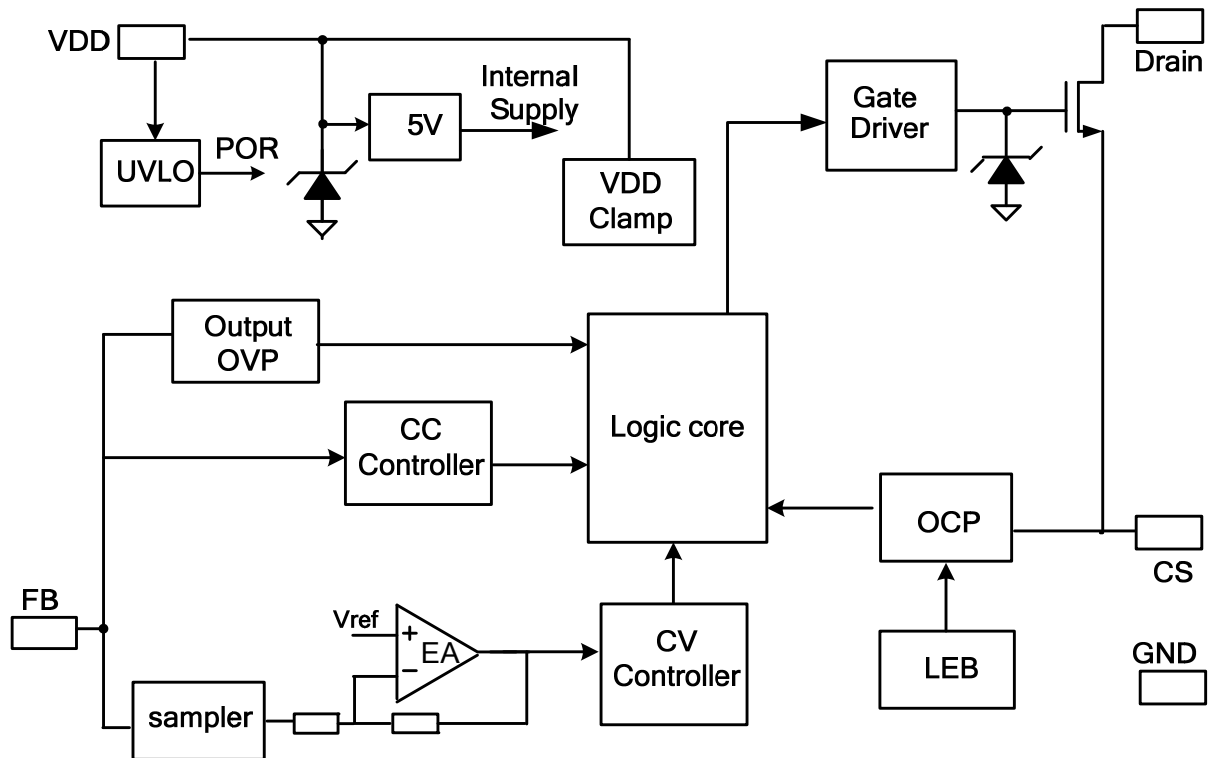 VDD
UVLO
POR
5V
Internal
Supply
VDD
Clamp
Gate
Driver
Drain
Output
OVP
CC
Controller
Logic core
OCP
CS
FB
Vref
+
EA
−
CV
Controller
LEB
GND
sampler